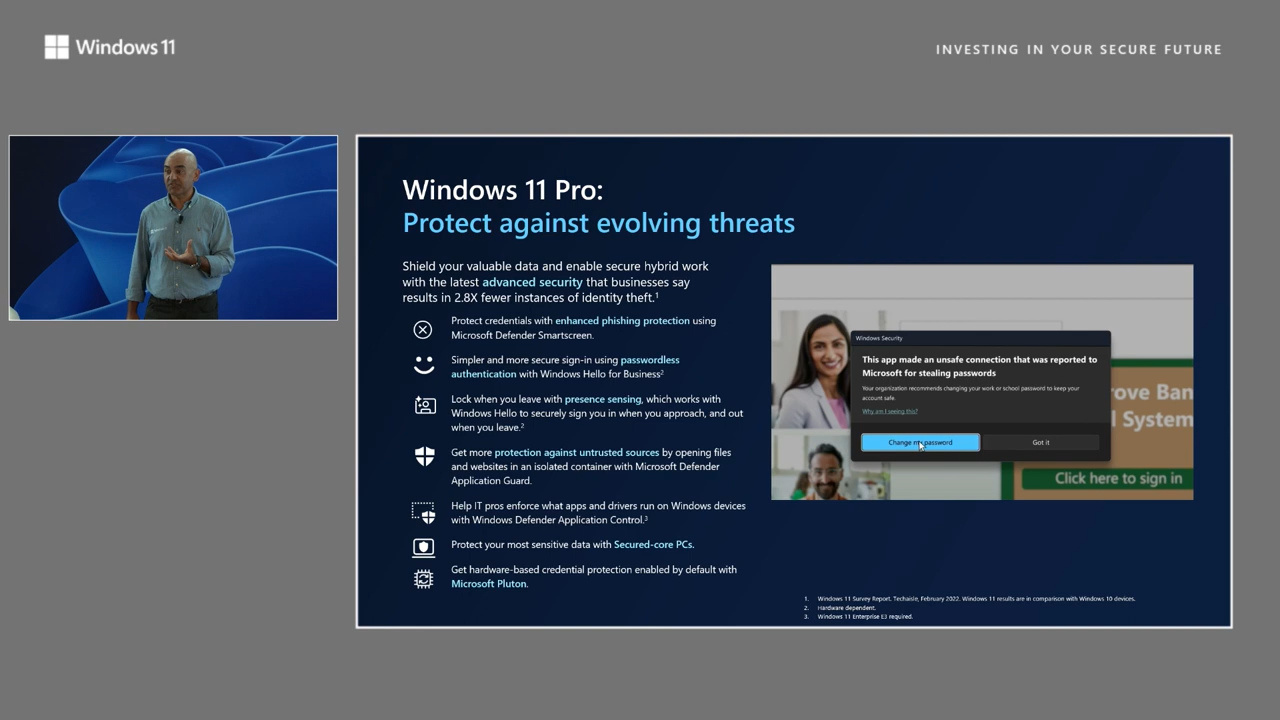 Windows 11
INVESTING IN YOUR SECURE FUTURE
Windows 11 Pro:
Protect against evolving threats
Shield your valuable data and enable secure hybrid work
with the latest advanced security that businesses say
results in 2.8X fewer instances of identity theft.¹
Protect credentials with enhanced phishing protection using
Microsoft Defender Smartscreen.
Simpler and more secure sign-in using passwordless
authentication with Windows Hello for Business²
Lock when you leave with presence sensing, which works with
Windows Hello to securely sign you in when you approach, and out
when you leave.²
Get more protection against untrusted sources by opening files
and websites in an isolated container with Microsoft Defender
Application Guard.
Help IT pros enforce what apps and drivers run on Windows devices
with Windows Defender Application Control.³
Protect your most sensitive data with Secured-core PCs.
Get hardware-based credential protection enabled by default with
Microsoft Pluton.
Windows Security
This app made an unsafe connection that was reported to
Microsoft for stealing passwords
Your organization recommends changing your work or school password to keep your
account safe.
Why am I seeing this?
Change my password
Got it
rove Ban
l System
Click here to sign in
1. Windows 11 Survey Report. Techaisle, February 2022. Windows 11 results are in comparison with Windows 10 devices.
2. Hardware dependent.
3. Windows 11 Enterprise E3 required.